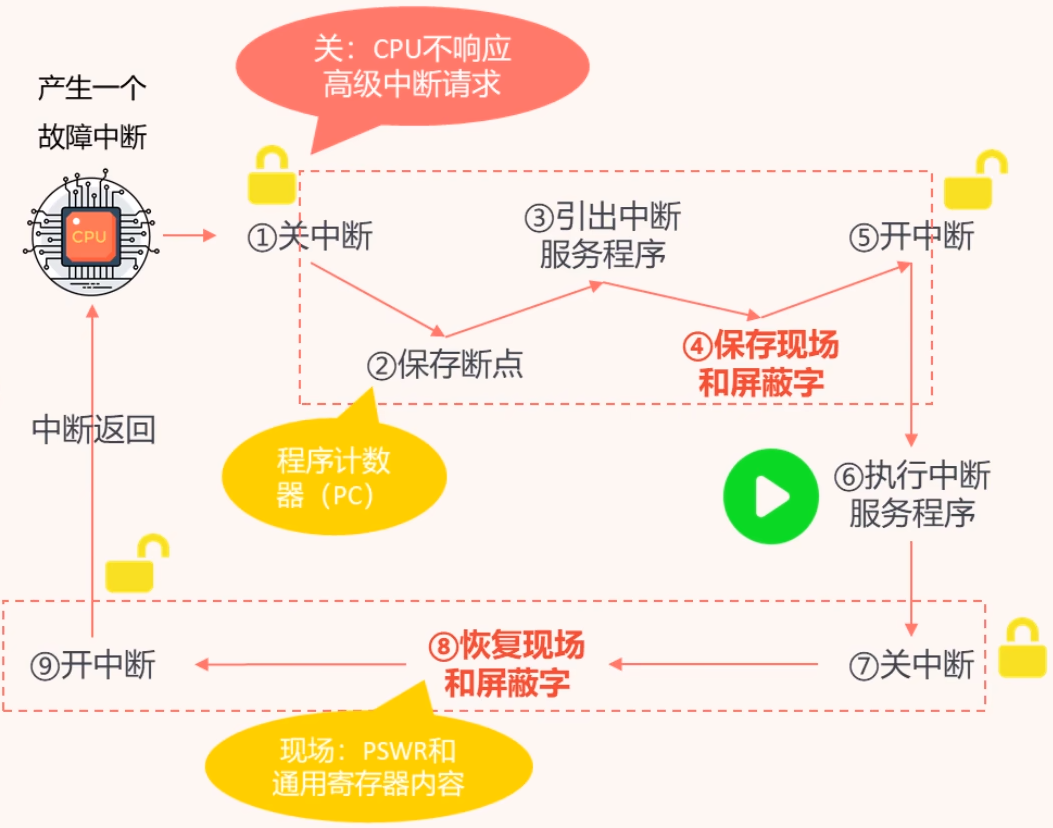 关：CPU不响应
高级中断请求
产生一个
故障中断
CPU
①关中断
③引出中断
服务程序
⑤开中断
②保存断点
④保存现场
和屏蔽字
中断返回
程序计数
器（PC）
⑥执行中断
服务程序
⑨开中断
⑧恢复现场
和屏蔽字
⑦关中断
现场：PSWR和
通用寄存器内容